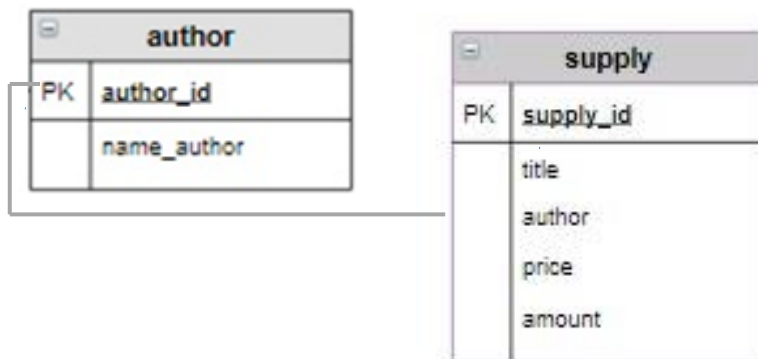 author
PK author_id
name_author
supply
PK supply_id
title
author
price
amount